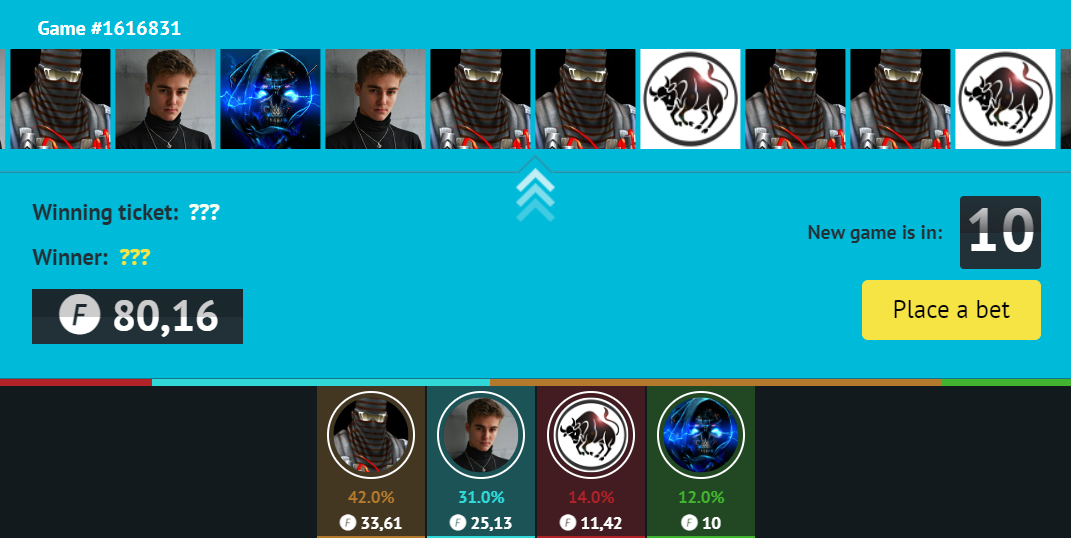 Game #1616831
Winning ticket: ???
Winner: ???
F 80,16
New game is in: 10
Place a bet
42.0% 31.0% 14.0% 12.0%
F 33,61 F 25,13 F 11,42 F 10